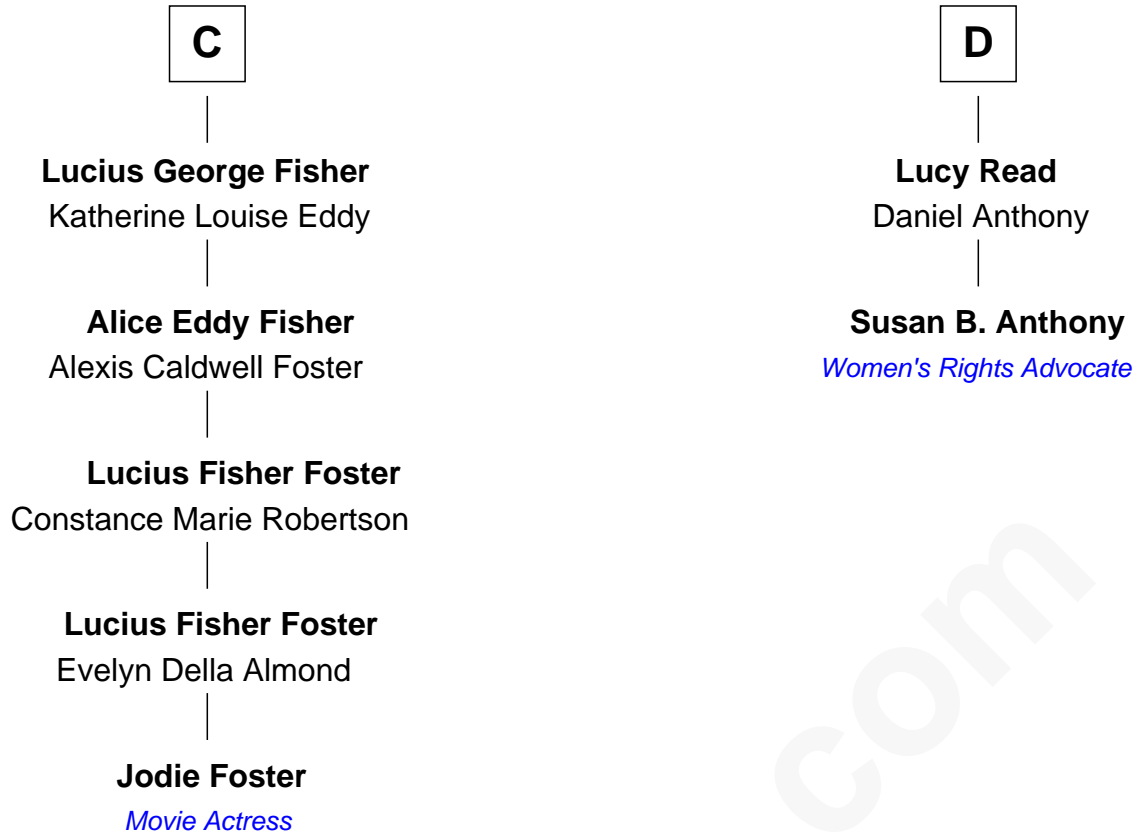 C
Lucius George Fisher
Katherine Louise Eddy
Alice Eddy Fisher
Alexis Caldwell Foster
Lucius Fisher Foster
Constance Marie Robertson
Lucius Fisher Foster
Evelyn Della Almond
Jodie Foster
Movie Actress
D
Lucy Read
Daniel Anthony
Susan B. Anthony
Women's Rights Advocate
com